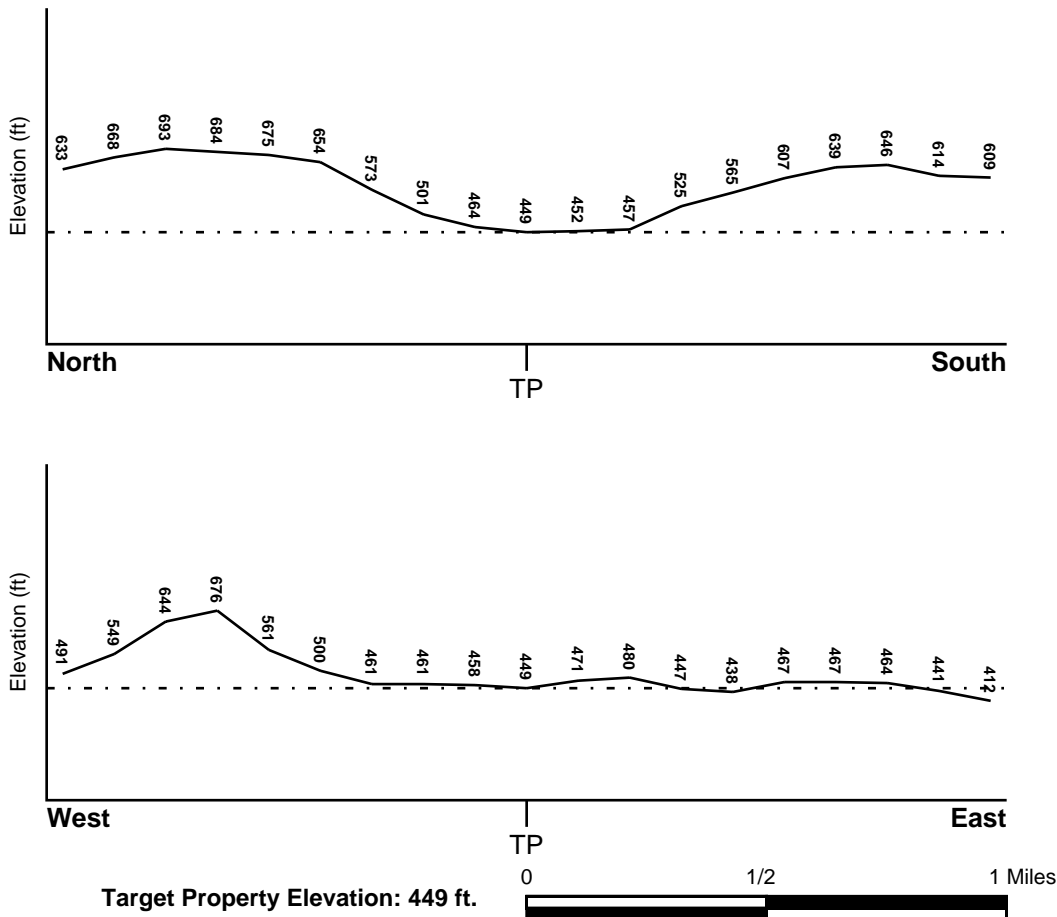 Elevation (ft)
633 668 693 684 675 654 573 501 464 449 452 457 525 565 607 639 646 614 609
North South
TP
Elevation (ft)
491 549 644 676 561 500 461 461 458 449 471 480 447 438 467 467 464 441 412
West East
TP
Target Property Elevation: 449 ft.
0 1/2 1 Miles